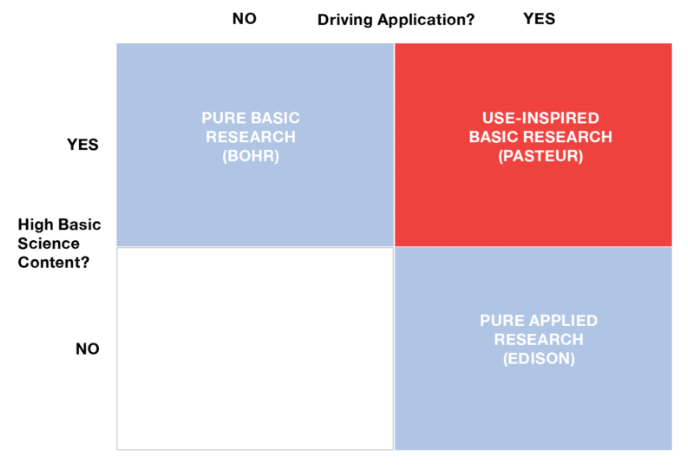 NO Driving Application? YES
PURE BASIC
RESEARCH
(BOHR)
USE-INSPIRED
BASIC RESEARCH
(PASTEUR)
YES
High Basic
Science
Content?
PURE APPLIED
RESEARCH
(EDISON)
NO